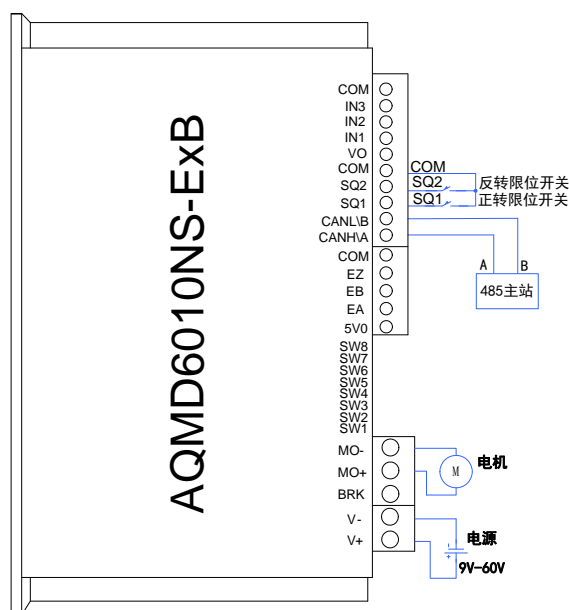 AQMD6010NS-ExB
COM
IN3
IN2
IN1
VO
COM
SQ2
SQ1
CANL\B
CANH\A
COM
EZ
EB
EA
5V0
SW8
SW7
SW6
SW5
SW4
SW3
SW2
SW1
MO-
MO+
BRK
V-
V+
COM
SQ2 反转限位开关
SQ1 正转限位开关
A B
485主站
M 电机
电源
+
9V-60V